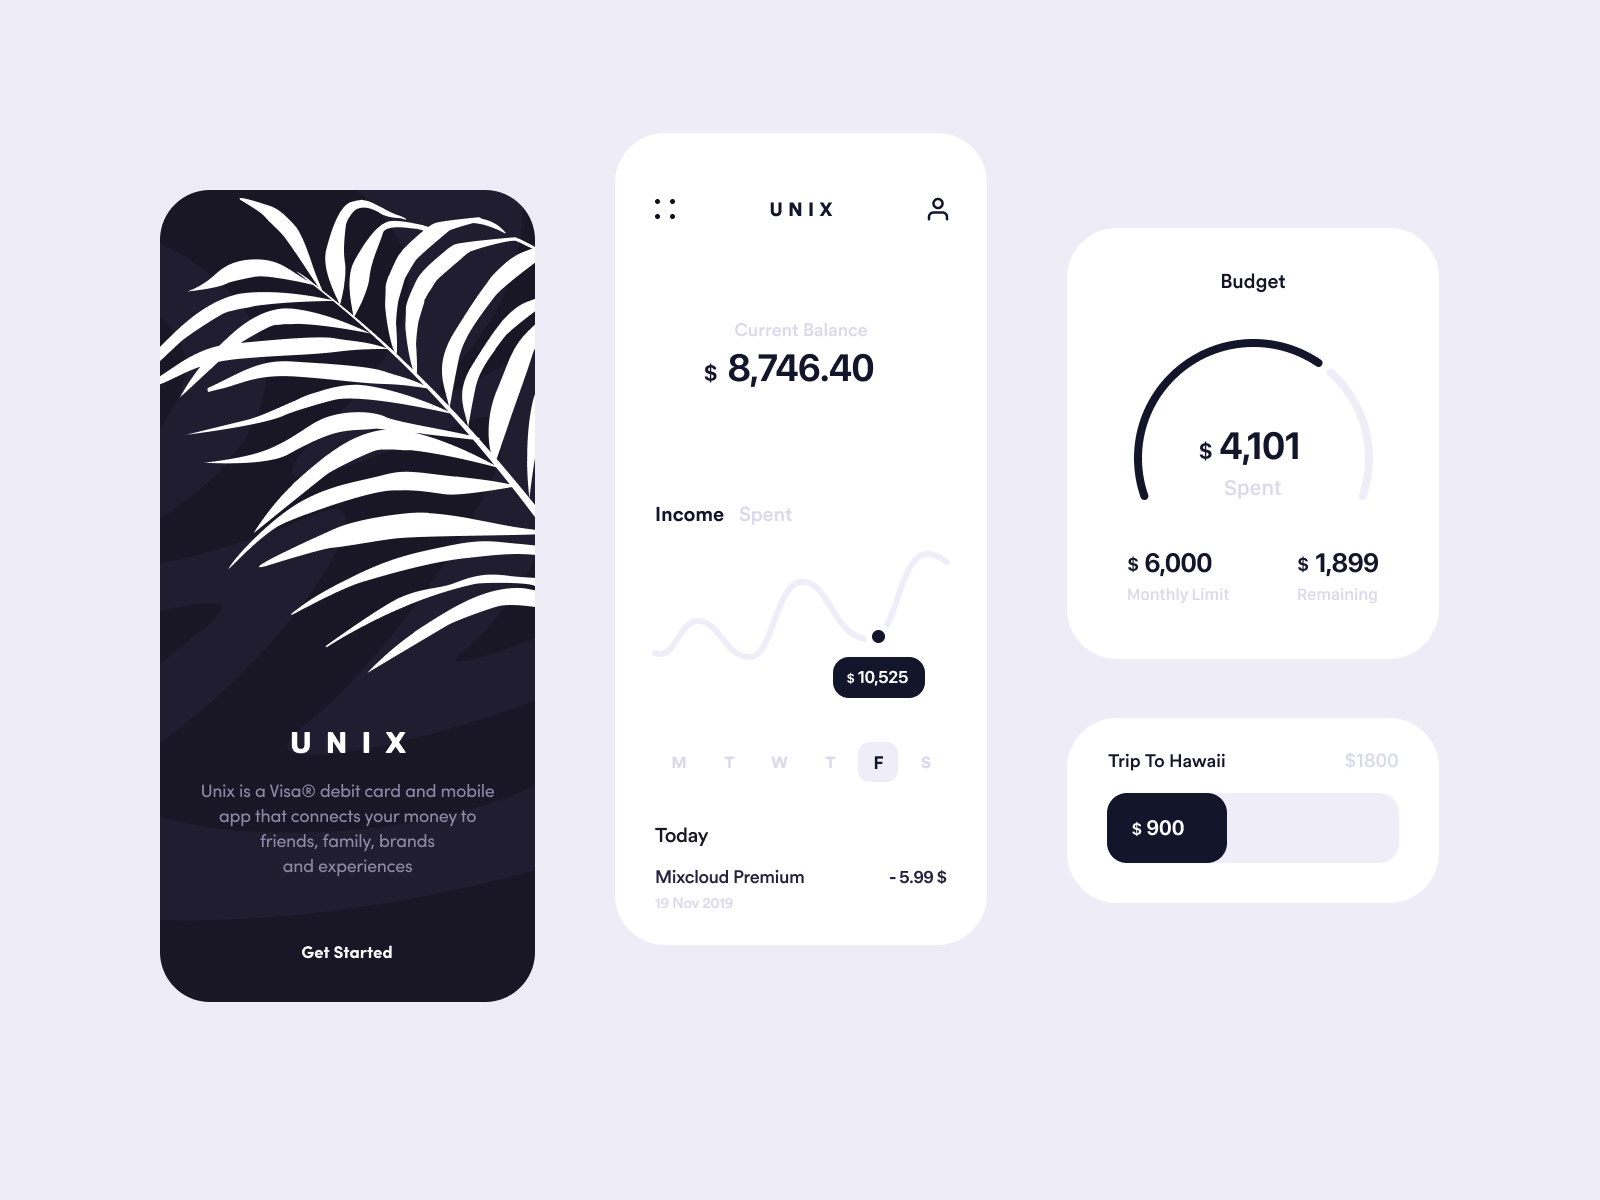 UNIX
Unix is a Visa® debit card and mobile
app that connects your money to
friends, family, brands
and experiences
Get Started
UNIX
Current Balance
$ 8,746.40
Income Spent
$ 10,525
M T W T F S
Today
Mixcloud Premium - 5.99 $
19 Nov 2019
Budget
$ 4,101
Spent
$ 6,000 $ 1,899
Monthly Limit Remaining
Trip To Hawaii $1800
$ 900